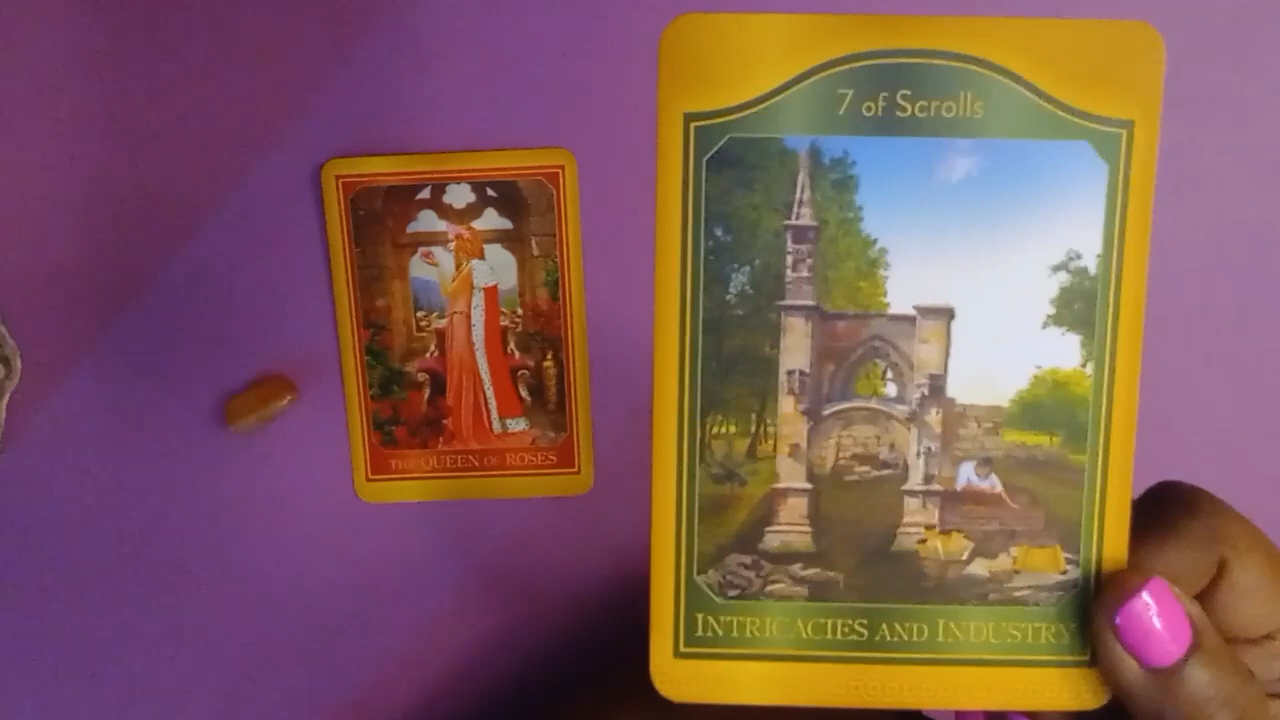 7 of Scrolls
THE QUEEN OF ROSES
INTRICACIES AND INDUSTRY